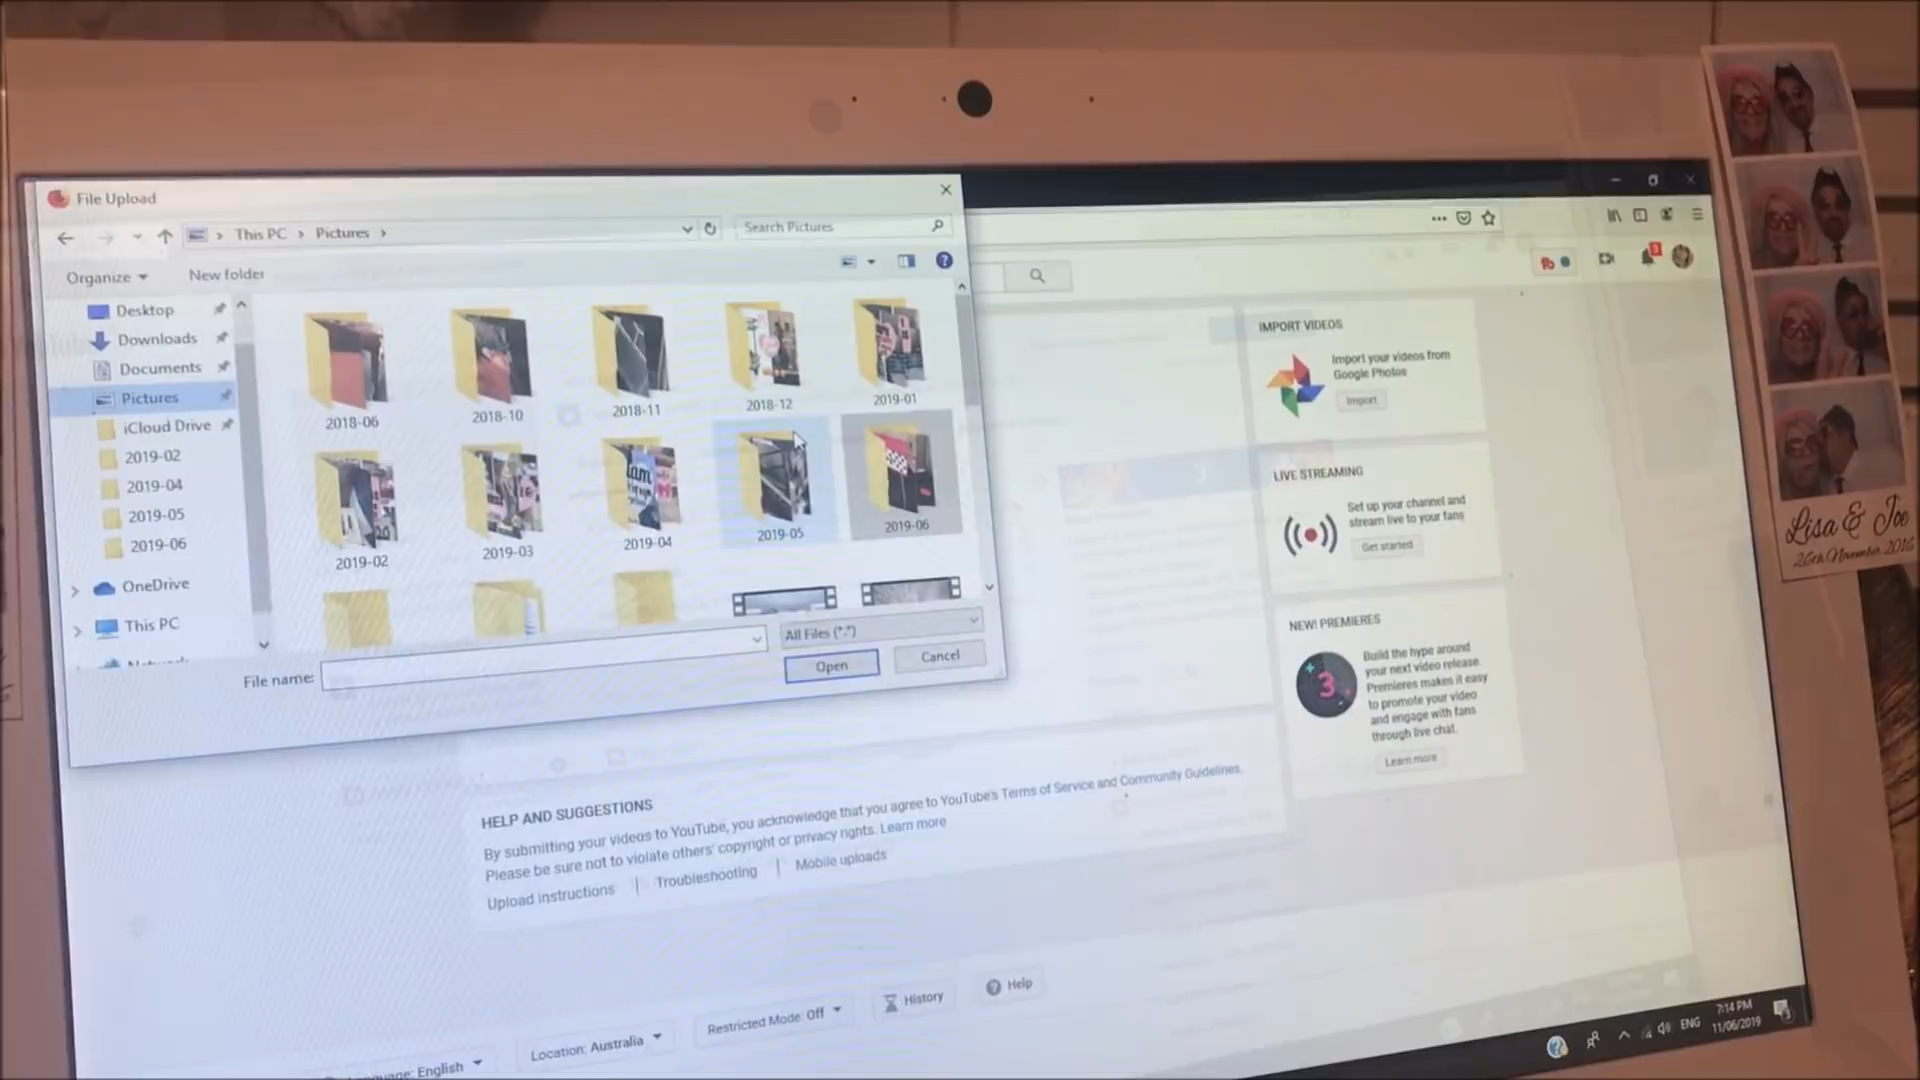 File Upload
This PC > Pictures >
Search Pictures
Organize
New folder
Desktop
Downloads
Documents
Pictures
iCloud Drive
2019-02
2019-04
2019-05
2019-06
OneDrive
This PC
2018-06
2018-10
2018-11
2018-12
2019-01
2019-02
2019-03
2019-04
2019-05
2019-06
File name:
All Files (*.*)
Open
Cancel
IMPORT VIDEOS
Import your videos from
Google Photos
Import
LIVE STREAMING
Set up your channel and
stream live to your fans
Get started
NEW! PREMIERES
Build the hype around
your next video release.
Premieres makes it easy
to promote your video
and engage with fans
through live chat.
Learn more
HELP AND SUGGESTIONS
By submitting your videos to YouTube, you acknowledge that you agree to YouTube's Terms of Service and Community Guidelines.
Please be sure not to violate others' copyright or privacy rights. Learn more
Upload instructions | Troubleshooting | Mobile uploads
English
Location: Australia
Restricted Mode: Off
History
Help
ENG
7:14 PM
11/06/2019
Lisa & Joe
26th November 2016